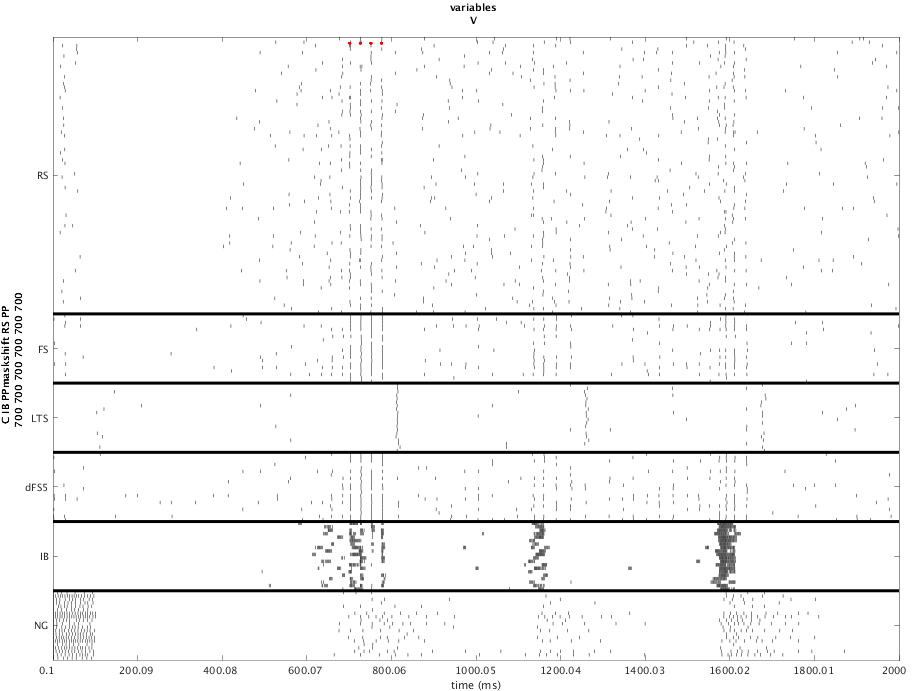 variables
V
C IB PPmaskshift RS PP
700 700 700 700 700 700 700
RS
FS
LTS
dFS5
IB
NG
0.1 200.09 400.08 600.07 800.06 1000.05 1200.04 1400.03 1600.02 1800.01 2000
time (ms)